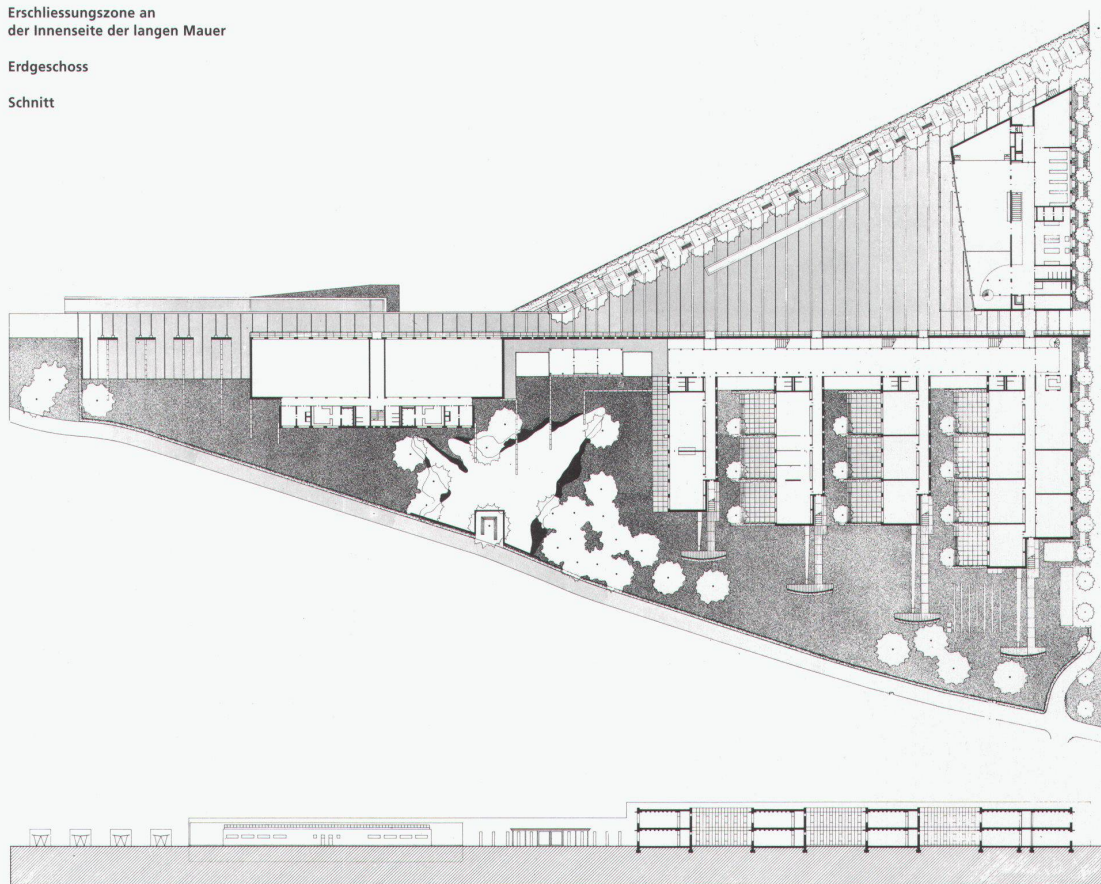 Erschliessungszone an
der Innenseite der langen Mauer
Erdgeschoss
Schnitt